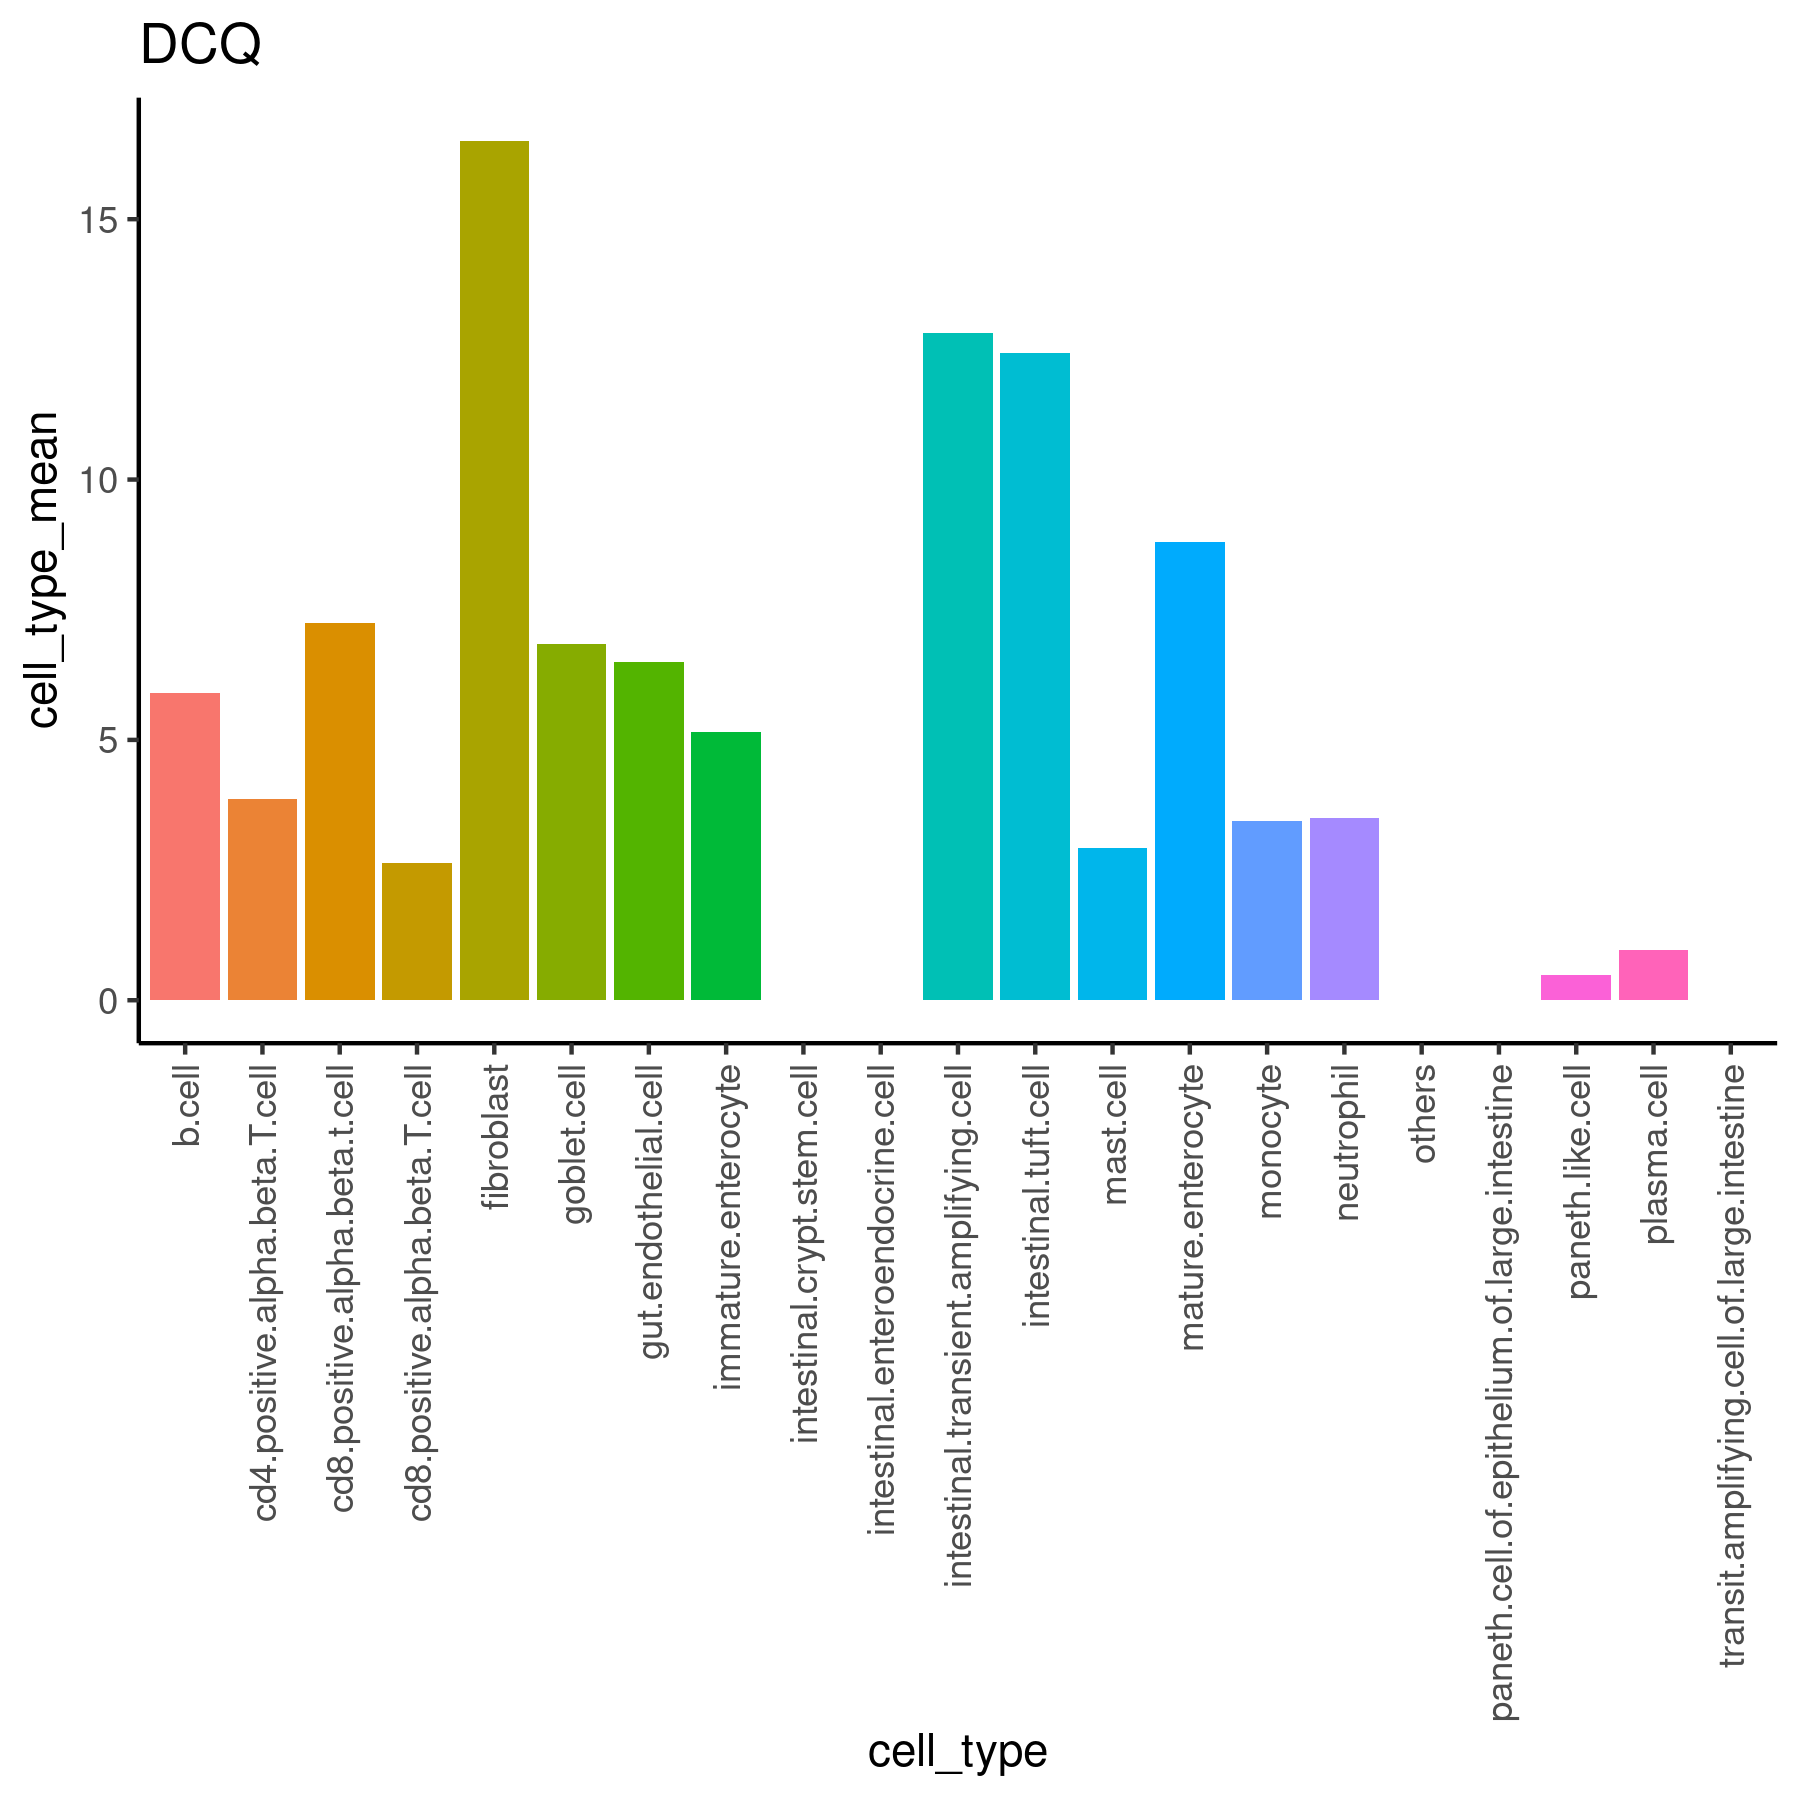 DCQ
cell_type_mean
15
10
5
0
b.cell
cd4.positive.alpha.beta.T.cell
cd8.positive.alpha.beta.t.cell
cd8.positive.alpha.beta.T.cell
fibroblast
goblet.cell
gut.endothelial.cell
immature.enterocyte
intestinal.crypt.stem.cell
intestinal.enteroendocrine.cell
intestinal.transient.amplifying.cell
intestinal.tuft.cell
mast.cell
mature.enterocyte
monocyte
neutrophil
others
paneth.cell.of.epithelium.of.large.intestine
paneth.like.cell
plasma.cell
transit.amplifying.cell.of.large.intestine
cell_type